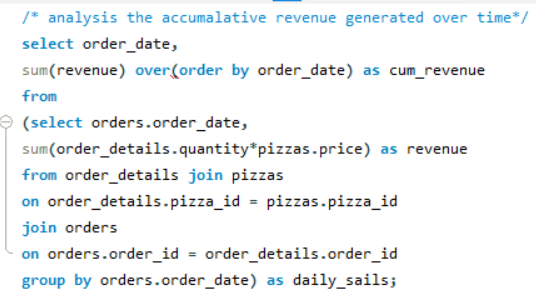 /* analysis the accumalative revenue generated over time*/
select order_date,
sum(revenue) over(order by order_date) as cum_revenue
from
(select orders.order_date,
sum(order_details.quantity*pizzas.price) as revenue
from order_details join pizzas
on order_details.pizza_id = pizzas.pizza_id
join orders
on orders.order_id = order_details.order_id
group by orders.order_date) as daily_sails;